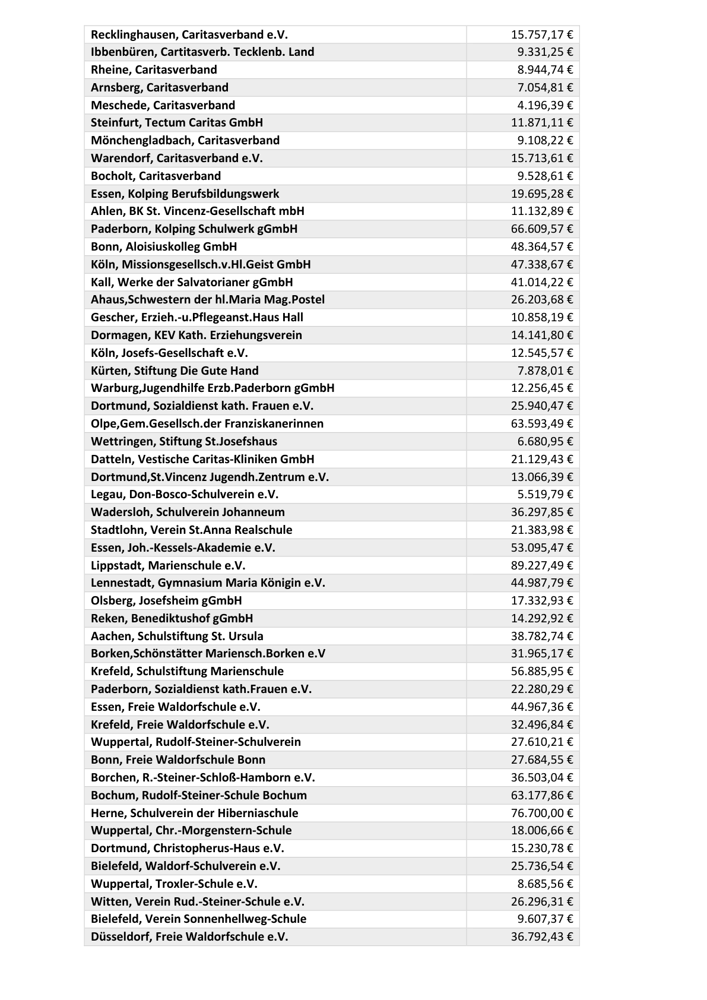 Recklinghausen, Caritasverband e.V. 15.757,17 €
Ibbenbüren, Cartitasverb. Tecklenb. Land 9.331,25 €
Rheine, Caritasverband 8.944,74 €
Arnsberg, Caritasverband 7.054,81 €
Meschede, Caritasverband 4.196,39 €
Steinfurt, Tectum Caritas GmbH 11.871,11 €
Mönchengladbach, Caritasverband 9.108,22 €
Warendorf, Caritasverband e.V. 15.713,61 €
Bocholt, Caritasverband 9.528,61 €
Essen, Kolping Berufsbildungswerk 19.695,28 €
Ahlen, BK St. Vincenz-Gesellschaft mbH 11.132,89 €
Paderborn, Kolping Schulwerk gGmbH 66.609,57 €
Bonn, Aloisiuskolleg GmbH 48.364,57 €
Köln, Missionsgesellsch.v.Hl.Geist GmbH 47.338,67 €
Kall, Werke der Salvatorianer gGmbH 41.014,22 €
Ahaus,Schwestern der hl.Maria Mag.Postel 26.203,68 €
Gescher, Erzieh.-u.Pflegeanst.Haus Hall 10.858,19 €
Dormagen, KEV Kath. Erziehungsverein 14.141,80 €
Köln, Josefs-Gesellschaft e.V. 12.545,57 €
Kürten, Stiftung Die Gute Hand 7.878,01 €
Warburg,Jugendhilfe Erzb.Paderborn gGmbH 12.256,45 €
Dortmund, Sozialdienst kath. Frauen e.V. 25.940,47 €
Olpe,Gem.Gesellsch.der Franziskanerinnen 63.593,49 €
Wettringen, Stiftung St.Josefshaus 6.680,95 €
Datteln, Vestische Caritas-Kliniken GmbH 21.129,43 €
Dortmund,St.Vincenz Jugendh.Zentrum e.V. 13.066,39 €
Legau, Don-Bosco-Schulverein e.V. 5.519,79 €
Wadersloh, Schulverein Johanneum 36.297,85 €
Stadtlohn, Verein St.Anna Realschule 21.383,98 €
Essen, Joh.-Kessels-Akademie e.V. 53.095,47 €
Lippstadt, Marienschule e.V. 89.227,49 €
Lennestadt, Gymnasium Maria Königin e.V. 44.987,79 €
Olsberg, Josefsheim gGmbH 17.332,93 €
Reken, Benediktushof gGmbH 14.292,92 €
Aachen, Schulstiftung St. Ursula 38.782,74 €
Borken,Schönstätter Mariensch.Borken e.V 31.965,17 €
Krefeld, Schulstiftung Marienschule 56.885,95 €
Paderborn, Sozialdienst kath.Frauen e.V. 22.280,29 €
Essen, Freie Waldorfschule e.V. 44.967,36 €
Krefeld, Freie Waldorfschule e.V. 32.496,84 €
Wuppertal, Rudolf-Steiner-Schulverein 27.610,21 €
Bonn, Freie Waldorfschule Bonn 27.684,55 €
Borchen, R.-Steiner-Schloß-Hamborn e.V. 36.503,04 €
Bochum, Rudolf-Steiner-Schule Bochum 63.177,86 €
Herne, Schulverein der Hiberniaschule 76.700,00 €
Wuppertal, Chr.-Morgenstern-Schule 18.006,66 €
Dortmund, Christopherus-Haus e.V. 15.230,78 €
Bielefeld, Waldorf-Schulverein e.V. 25.736,54 €
Wuppertal, Troxler-Schule e.V. 8.685,56 €
Witten, Verein Rud.-Steiner-Schule e.V. 26.296,31 €
Bielefeld, Verein Sonnenhellweg-Schule 9.607,37 €
Düsseldorf, Freie Waldorfschule e.V. 36.792,43 €